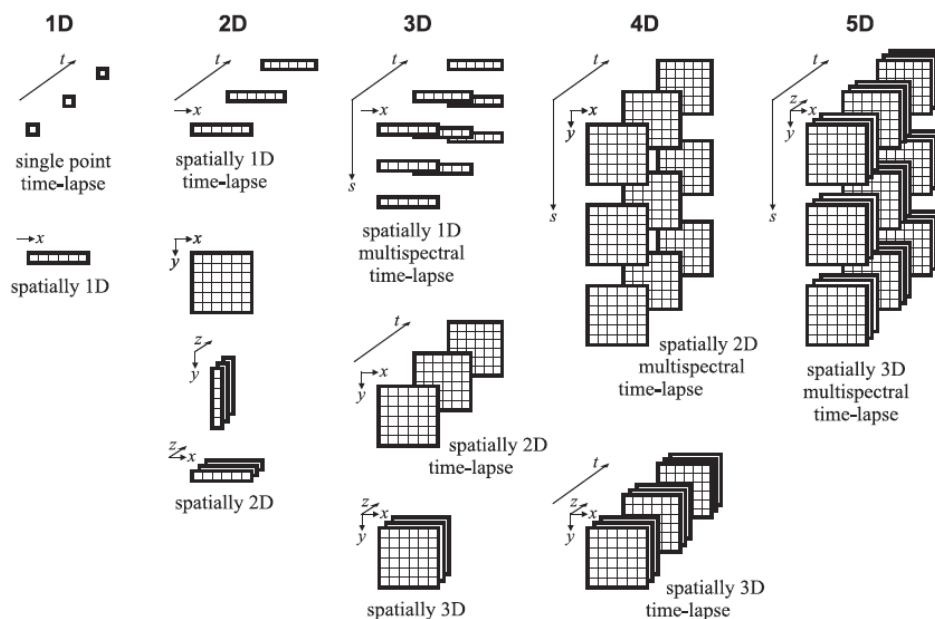 1D
2D
3D
4D
5D
t
single point
time-lapse
x
spatially 1D
t
x
spatially 1D
time-lapse
x
y
z
y
z
x
spatially 2D
t
x
s
spatially 1D
multispectral
time-lapse
t
x
y
spatially 2D
time-lapse
z
x
y
spatially 3D
t
x
y
s
spatially 2D
multispectral
time-lapse
t
z
x
y
spatially 3D
time-lapse
t
z
x
y
s
spatially 3D
multispectral
time-lapse